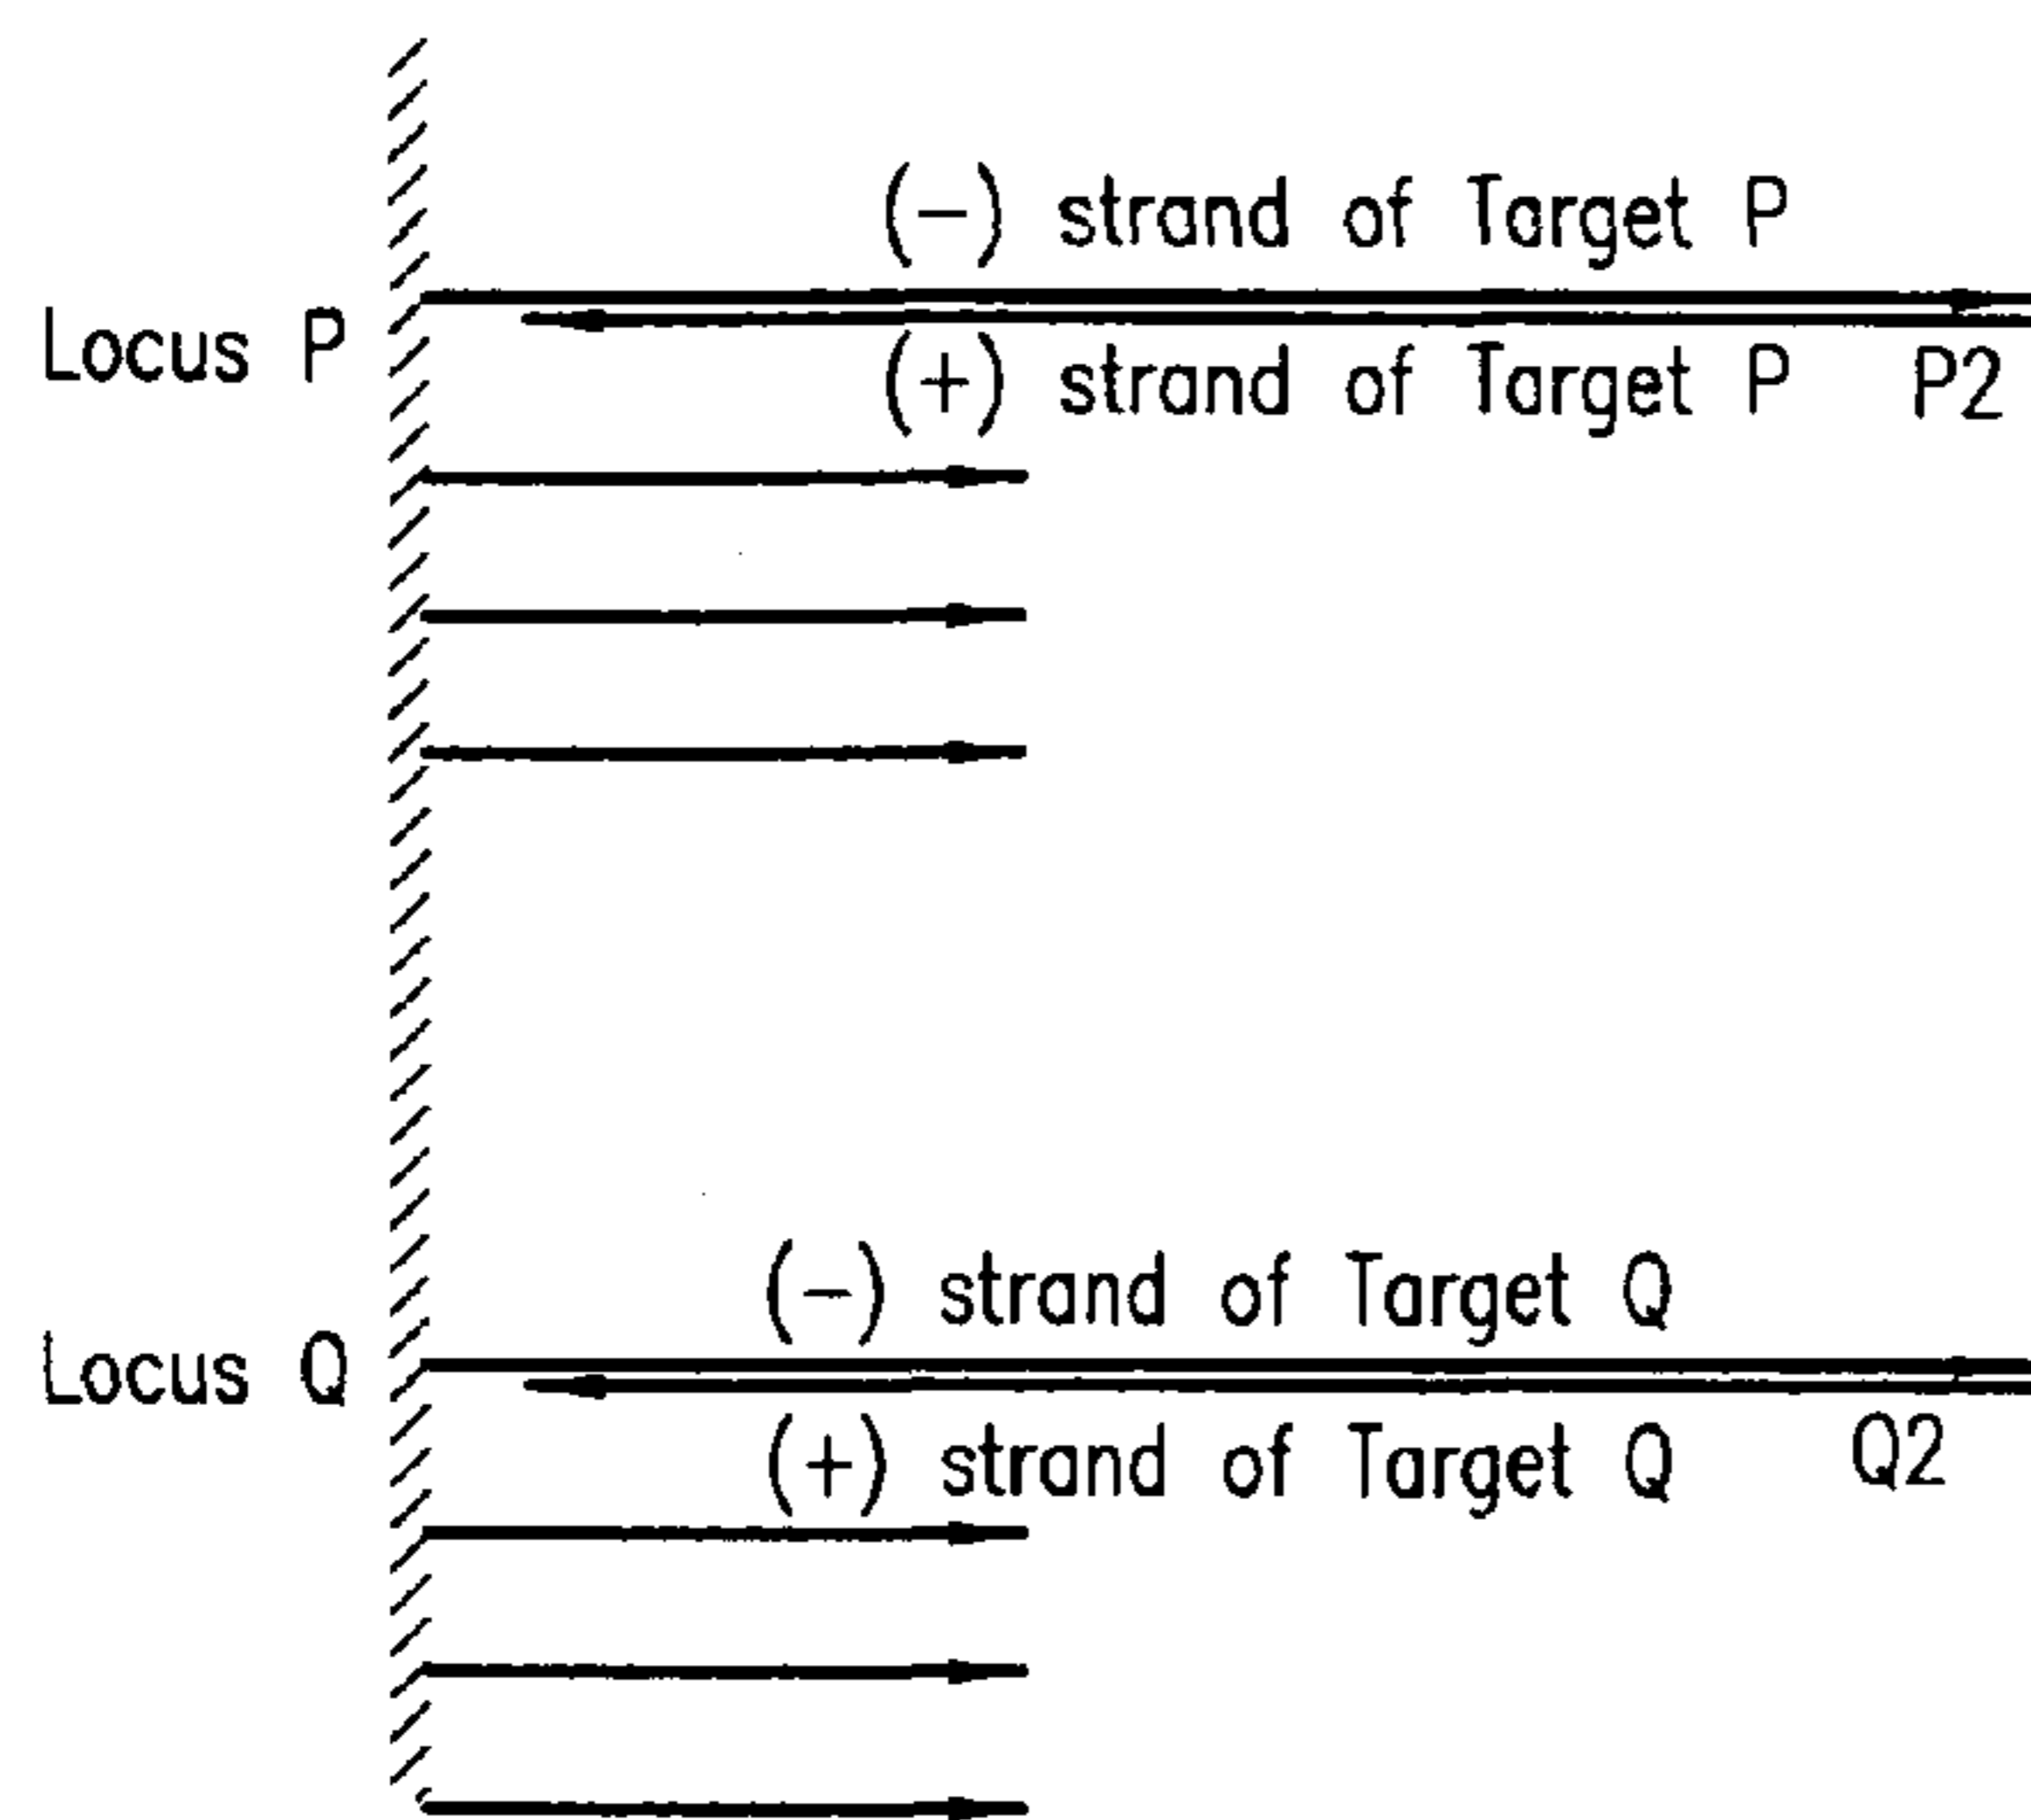 (-) strand of Target P
Locus P
(+) strand of Target P P2
(-) strand of Target Q
Locus Q
(+) strand of Target Q Q2